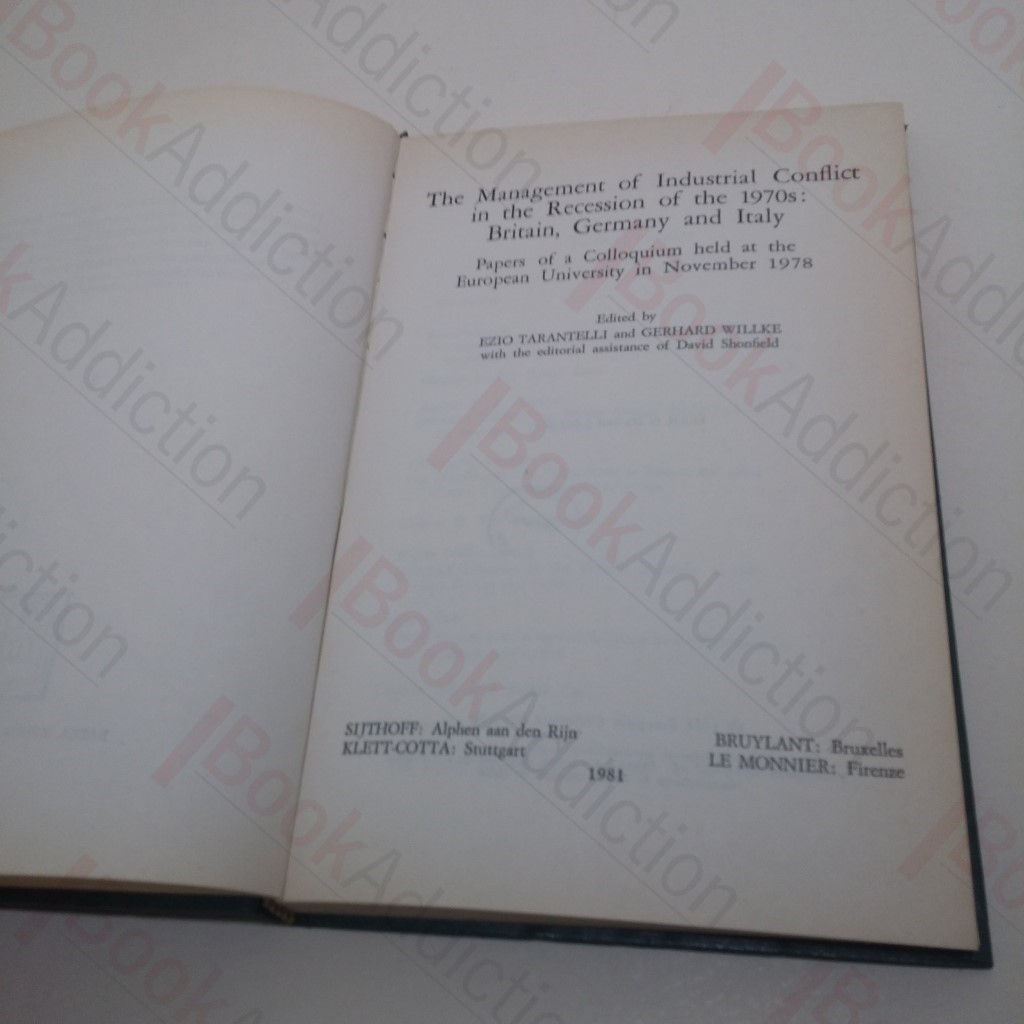 The Management of Industrial Conflict
in the Recession of the 1970s:
Britain, Germany and Italy
Papers of a Colloquium held at the
European University in November 1978
Edited by
EZIO TARANTELLI and GERHARD WILLKE
with the editorial assistance of David Shonfield
SIJTHOFF: Alphen aan den Rijn
KLETT-COTTA: Stuttgart
BRUYLANT: Bruxelles
LE MONNIER: Firenze
1981
BookAddiction